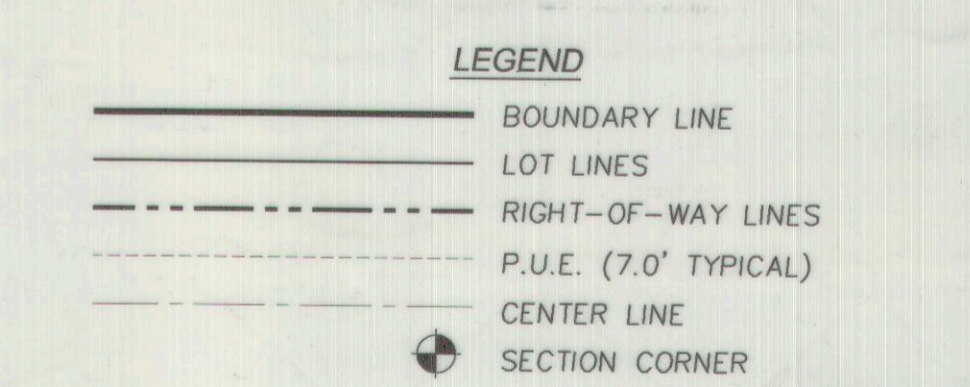 LEGEND
BOUNDARY LINE
LOT LINES
RIGHT-OF-WAY LINES
P.U.E. (7.0' TYPICAL)
CENTER LINE
SECTION CORNER